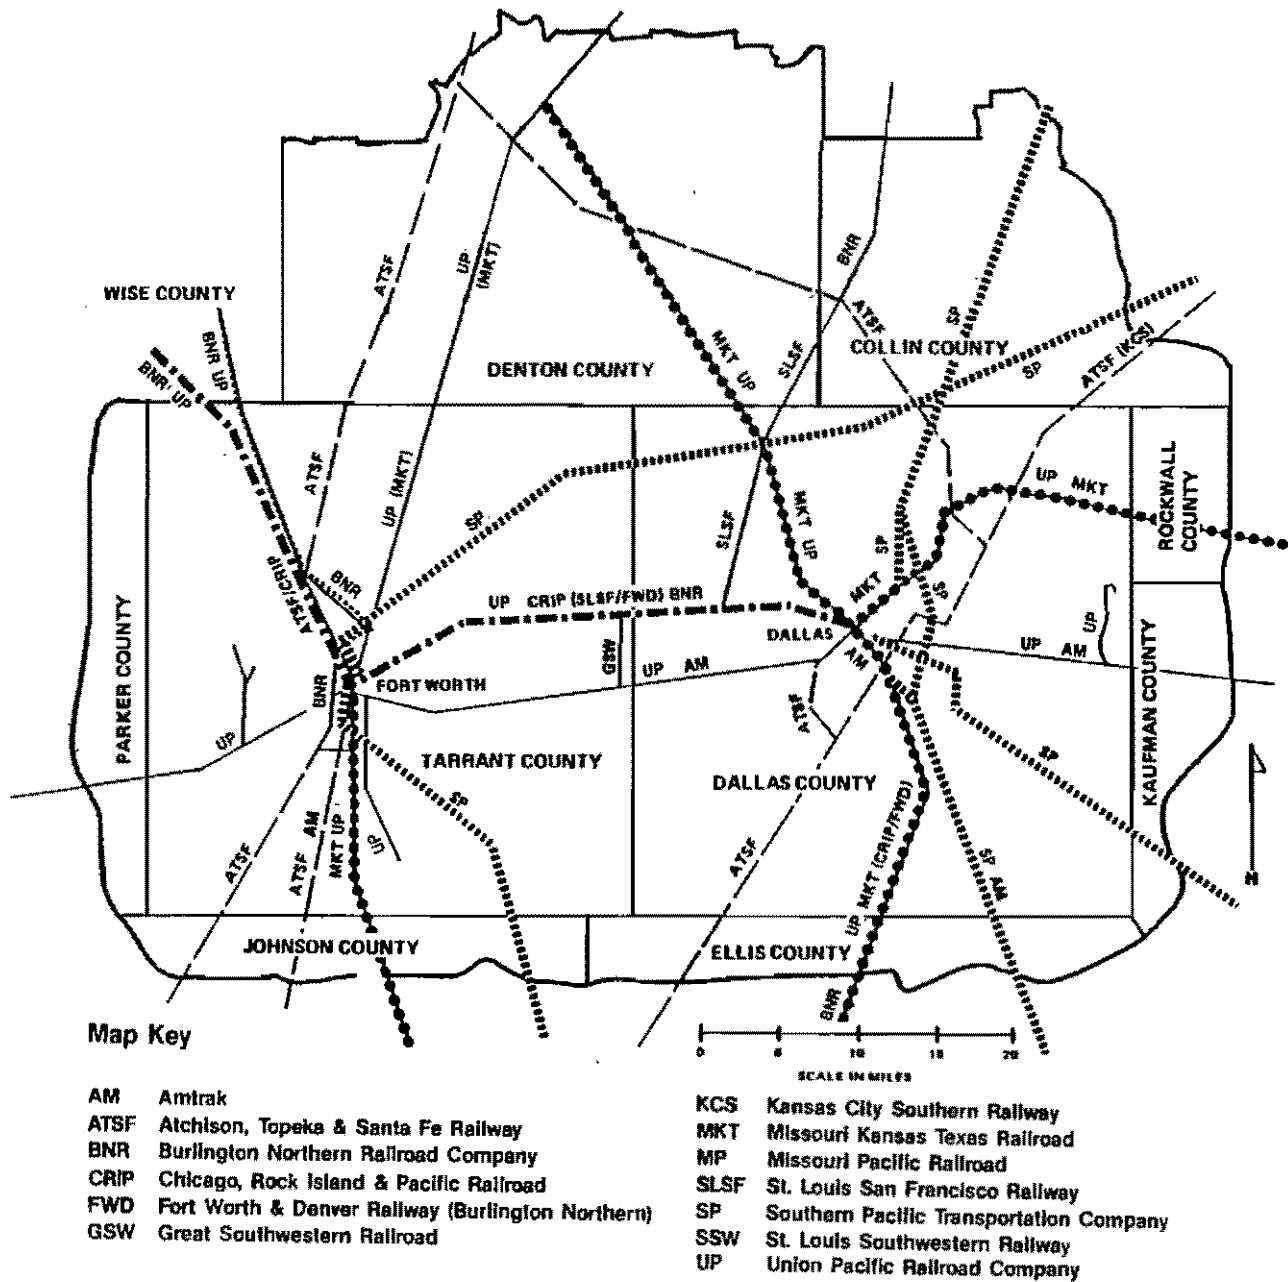 ATSF
UP
(MKT)
BNR
WISE COUNTY
BNR UP
BNR UP
DENTON COUNTY
MKT UP
SLSF
ATSF
SP
COLLIN COUNTY
SP
ATSF (KCS)
ATSF
UP (MKT)
SP
SLSF
MKT UP
UP MKT
ROCKWALL
COUNTY
SP
ATSF/CRIP
BNR
UP CRIP (SLSF/FWD) BNR
MKT
SP
DALLAS
GSW
UP AM
AM
UP AM
UP
PARKER COUNTY
BNR
FORT WORTH
UP
ATSF
TARRANT COUNTY
DALLAS COUNTY
SP
KAUFMAN COUNTY
SP
ATSF
ATSF AM
MKT UP
UP
ATSF
UP MKT (CRIP/FWD)
SP AM
N
JOHNSON COUNTY
ELLIS COUNTY
BNR
Map Key
0 5 10 15 20
SCALE IN MILES
AM Amtrak
ATSF Atchison, Topeka & Santa Fe Railway
BNR Burlington Northern Railroad Company
CRIP Chicago, Rock Island & Pacific Railroad
FWD Fort Worth & Denver Railway (Burlington Northern)
GSW Great Southwestern Railroad
KCS Kansas City Southern Railway
MKT Missouri Kansas Texas Railroad
MP Missouri Pacific Railroad
SLSF St. Louis San Francisco Railway
SP Southern Pacific Transportation Company
SSW St. Louis Southwestern Railway
UP Union Pacific Railroad Company